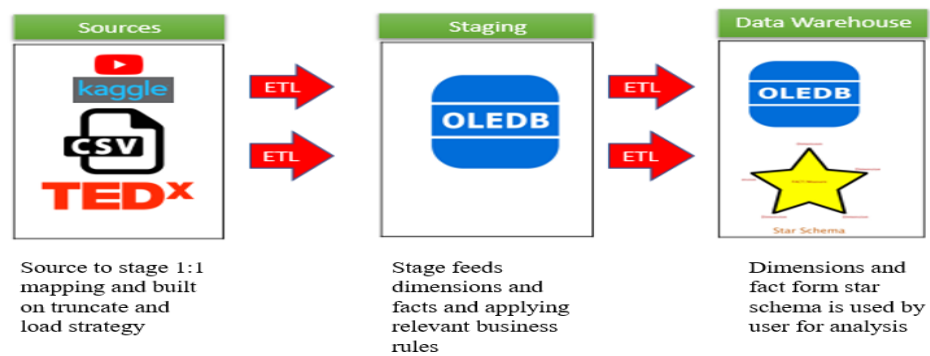 Sources
Staging
Data Warehouse
kaggle
CSV
TEDx
ETL
ETL
OLEDB
ETL
ETL
OLEDB
Star Schema
Source to stage 1:1
mapping and built
on truncate and
load strategy
Stage feeds
dimensions and
facts and applying
relevant business
rules
Dimensions and
fact form star
schema is used by
user for analysis